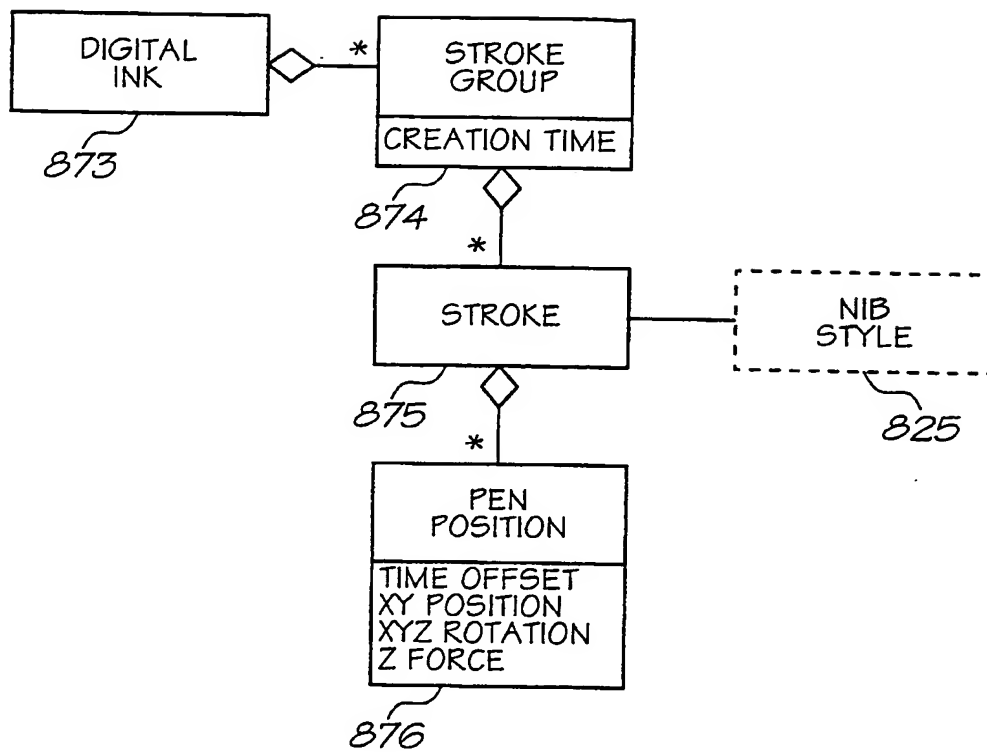 DIGITAL
INK
873
*
STROKE
GROUP
CREATION TIME
874
*
STROKE
875
NIB
STYLE
825
*
PEN
POSITION
TIME OFFSET
XY POSITION
XYZ ROTATION
Z FORCE
876